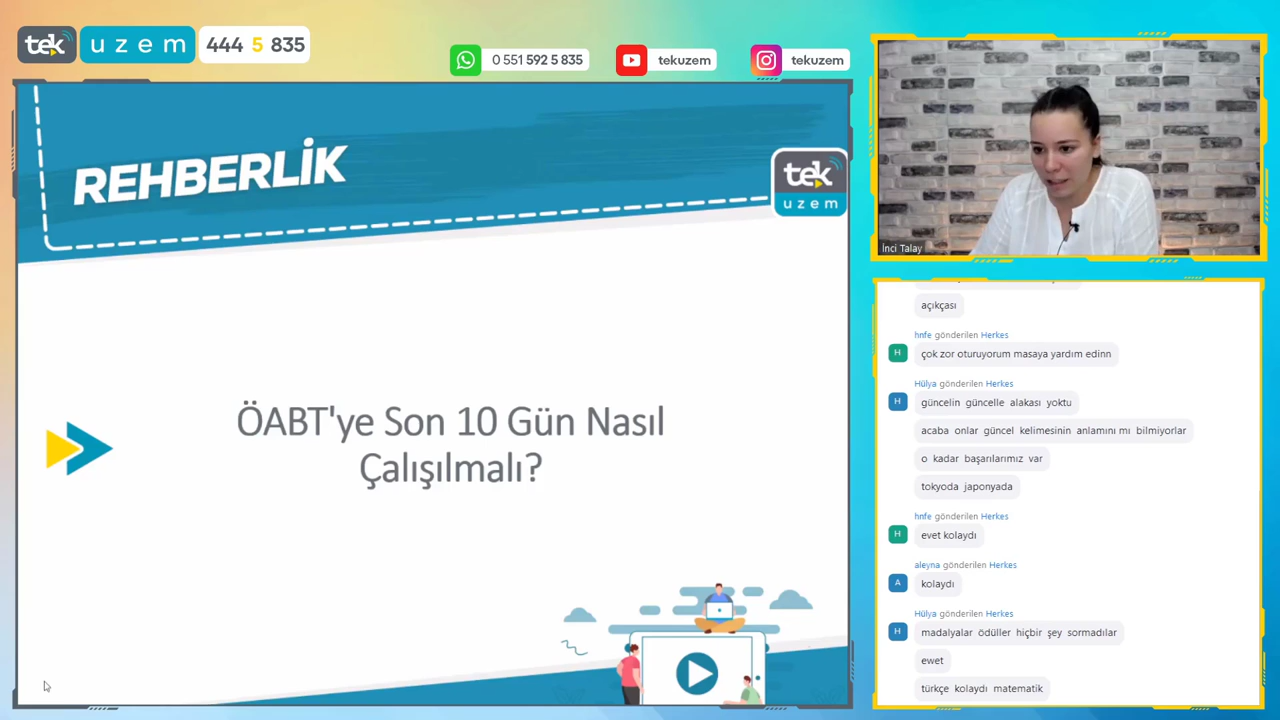 tek uzem 444 5 835
0 551 592 5 835
tekuzem
tekuzem
REHBERLİK
tek
uzem
ÖABT'ye Son 10 Gün Nasıl
Çalışılmalı?
İnci Talay
açıkçası
hnfe gönderilen Herkes
H
çok zor oturuyorum masaya yardım edinn
Hülya gönderilen Herkes
H
güncelin güncelle alakası yoktu
acaba onlar güncel kelimesinin anlamını mı bilmiyorlar
o kadar başarılarımız var
tokyoda japonyada
hnfe gönderilen Herkes
H
evet kolaydı
aleyna gönderilen Herkes
A
kolaydı
Hülya gönderilen Herkes
H
madalyalar ödüller hiçbir şey sormadılar
ewet
türkçe kolaydı matematik